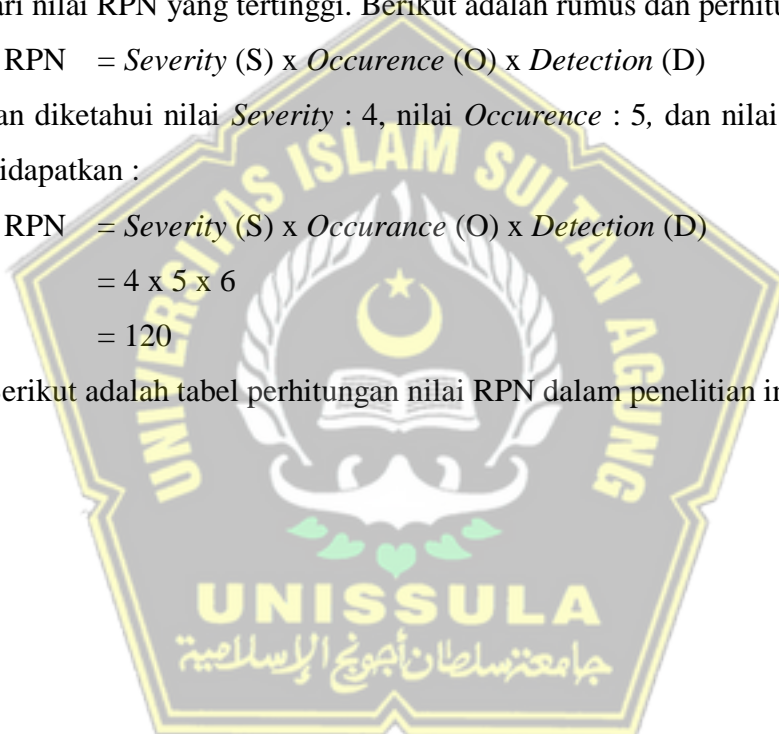 ari nilai RPN yang tertinggi. Berikut adalah rumus dan perhitu
RPN = Severity (S) x Occurence (O) x Detection (D)
an diketahui nilai Severity : 4, nilai Occurence : 5, dan nilai
idapatkan :
RPN = Severity (S) x Occurance (O) x Detection (D)
= 4 x 5 x 6
= 120
Berikut adalah tabel perhitungan nilai RPN dalam penelitian in
UNIVERSITAS ISLAM SULTAN AGUNG
UNISSULA
جامعة سلطان أجونج الإسلامية